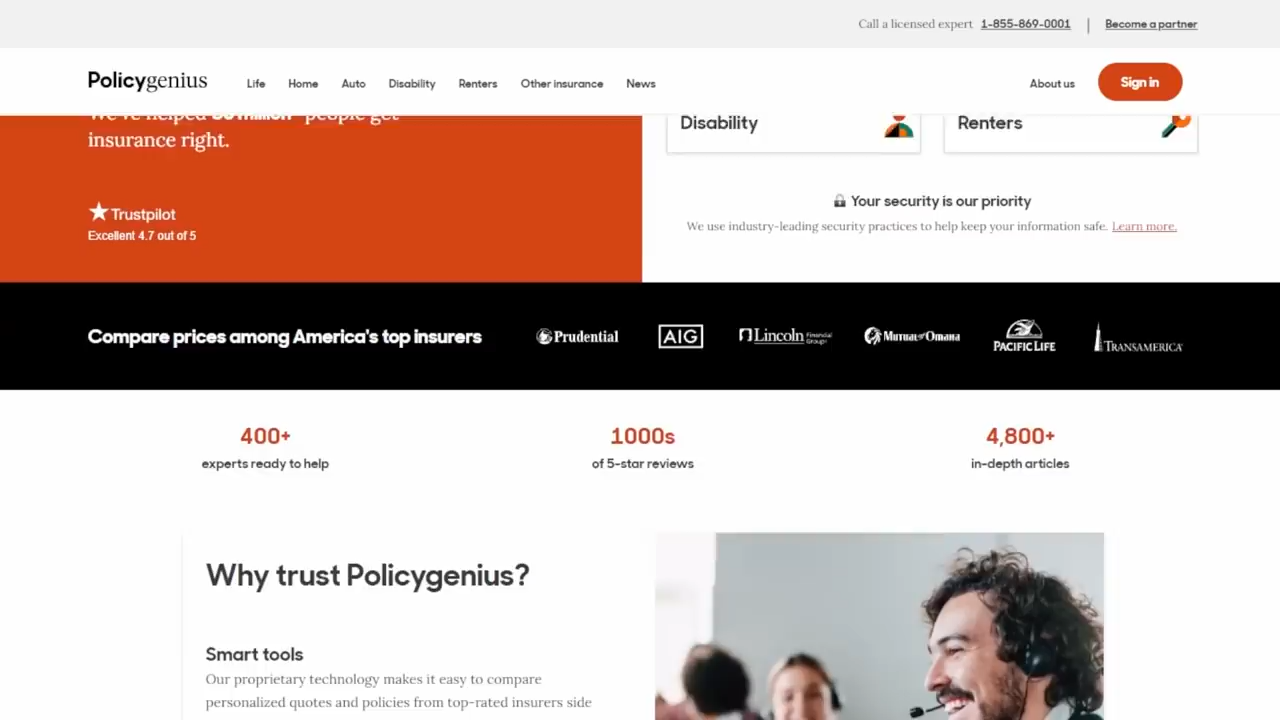 Call a licensed expert 1-855-869-0001 | Become a partner
Policygenius Life Home Auto Disability Renters Other insurance News About us Sign in
We've helped 30 million+ people get
insurance right.
Disability Renters
Trustpilot
Excellent 4.7 out of 5
Your security is our priority
We use industry-leading security practices to help keep your information safe. Learn more.
Compare prices among America's top insurers
Prudential AIG Lincoln Financial Group® Mutual of Omaha PACIFIC LIFE TRANSAMERICA
400+ 1000s 4,800+
experts ready to help of 5-star reviews in-depth articles
Why trust Policygenius?
Smart tools
Our proprietary technology makes it easy to compare
personalized quotes and policies from top-rated insurers side